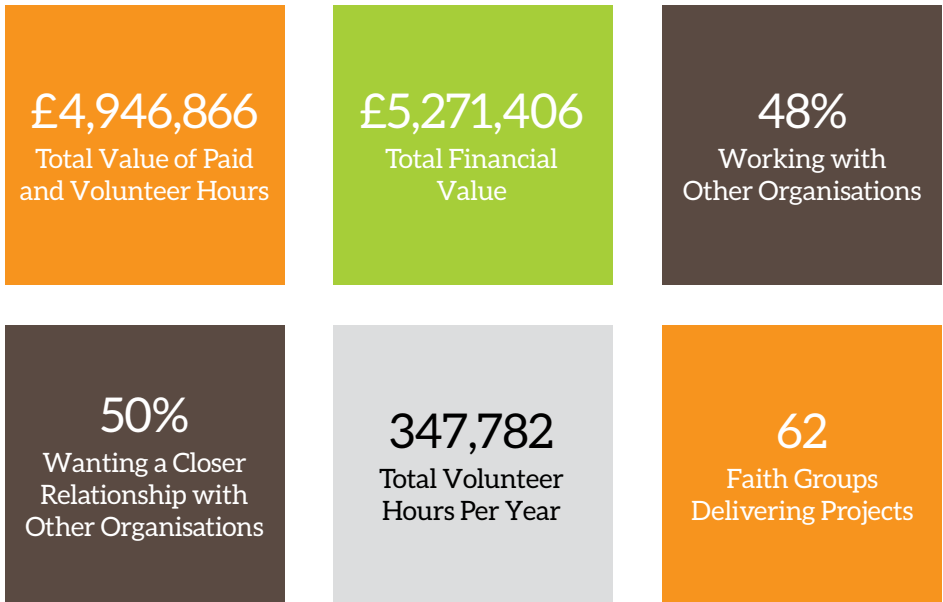 £4,946,866
Total Value of Paid
and Volunteer Hours
£5,271,406
Total Financial
Value
48%
Working with
Other Organisations
50%
Wanting a Closer
Relationship with
Other Organisations
347,782
Total Volunteer
Hours Per Year
62
Faith Groups
Delivering Projects